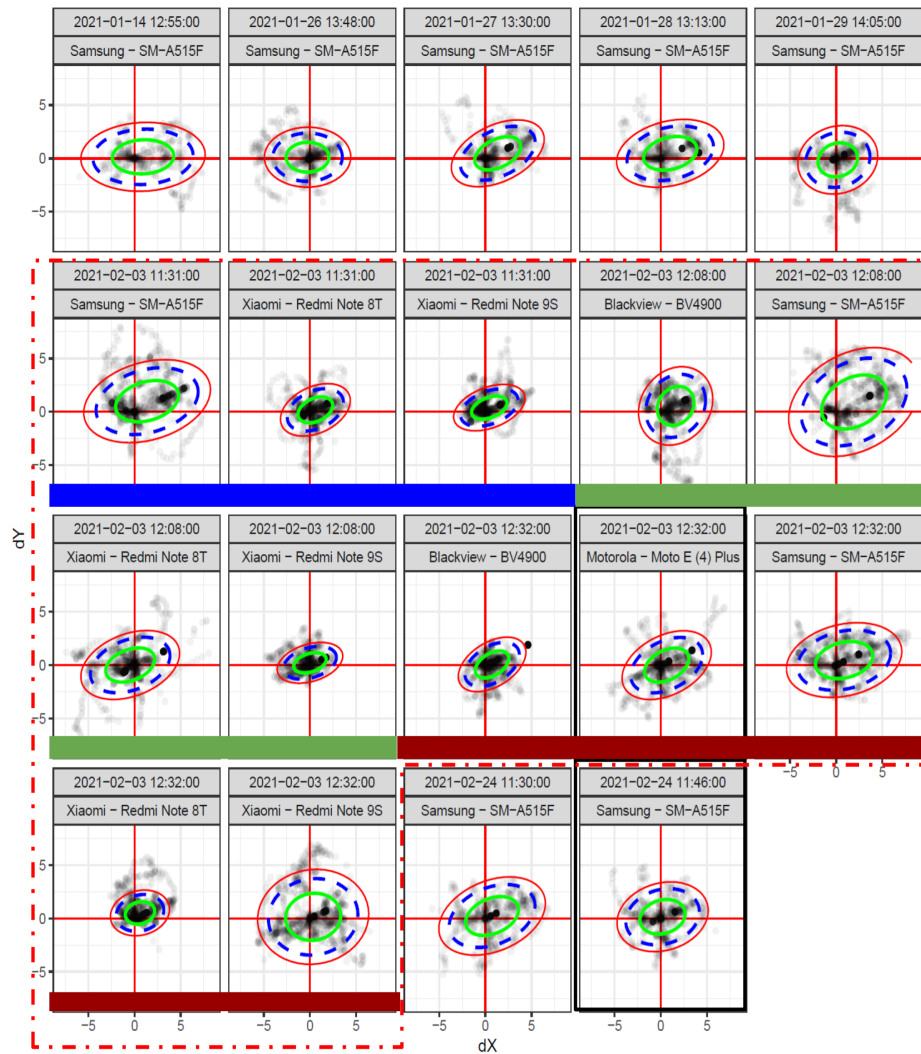 2021−01−14 12:55:00 2021−01−26 13:48:00 2021−01−27 13:30:00 2021−01−28 13:13:00 2021−01−29 14:05:00
Samsung − SM−A515F Samsung − SM−A515F Samsung − SM−A515F Samsung − SM−A515F Samsung − SM−A515F
5
0
−5
2021−02−03 11:31:00 2021−02−03 11:31:00 2021−02−03 11:31:00 2021−02−03 12:08:00 2021−02−03 12:08:00
Samsung − SM−A515F Xiaomi − Redmi Note 8T Xiaomi − Redmi Note 9S Blackview − BV4900 Samsung − SM−A515F
5
0
−5
dY
2021−02−03 12:08:00 2021−02−03 12:08:00 2021−02−03 12:32:00 2021−02−03 12:32:00 2021−02−03 12:32:00
Xiaomi − Redmi Note 8T Xiaomi − Redmi Note 9S Blackview − BV4900 Motorola − Moto E (4) Plus Samsung − SM−A515F
5
0
−5
−5 0 5
2021−02−03 12:32:00 2021−02−03 12:32:00 2021−02−24 11:30:00 2021−02−24 11:46:00
Xiaomi − Redmi Note 8T Xiaomi − Redmi Note 9S Samsung − SM−A515F Samsung − SM−A515F
5
0
−5
−5 0 5 −5 0 5 −5 0 5 −5 0 5
dX